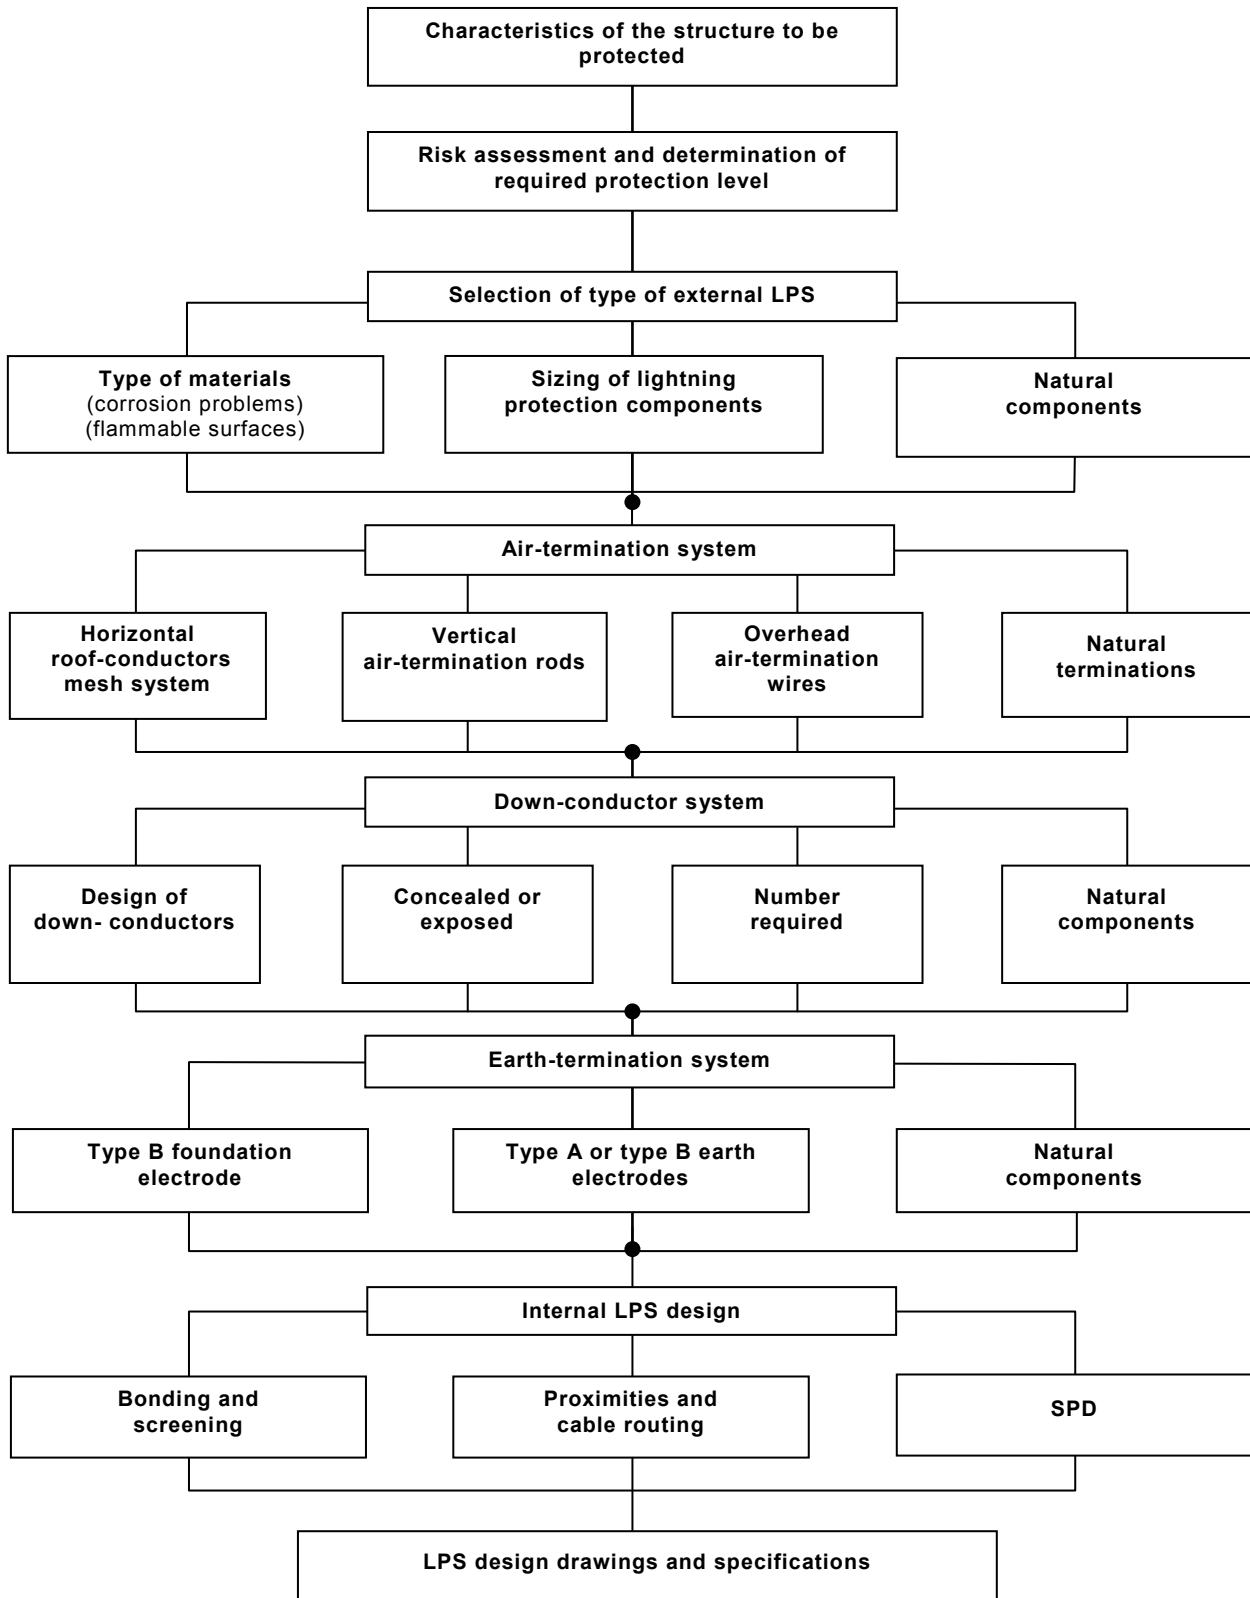 Characteristics of the structure to be
protected
Risk assessment and determination of
required protection level
Selection of type of external LPS
Type of materials
(corrosion problems)
(flammable surfaces)
Sizing of lightning
protection components
Natural
components
Air-termination system
Horizontal
roof-conductors
mesh system
Vertical
air-termination rods
Overhead
air-termination
wires
Natural
terminations
Down-conductor system
Design of
down- conductors
Concealed or
exposed
Number
required
Natural
components
Earth-termination system
Type B foundation
electrode
Type A or type B earth
electrodes
Natural
components
Internal LPS design
Bonding and
screening
Proximities and
cable routing
SPD
LPS design drawings and specifications